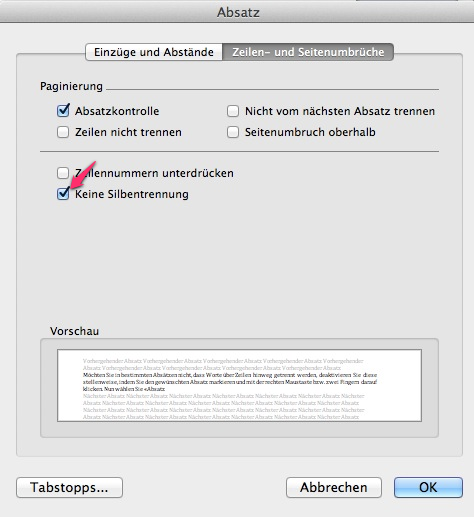 Absatz
Einzüge und Abstände Zeilen- und Seitenumbrüche
Paginierung
Absatzkontrolle Nicht vom nächsten Absatz trennen
Zeilen nicht trennen Seitenumbruch oberhalb
Zeilennummern unterdrücken
Keine Silbentrennung
Vorschau
Vorhergehender Absatz Vorhergehender Absatz Vorhergehender Absatz Vorhergehender Absatz Vorhergehender
Absatz Vorhergehender Absatz Vorhergehender Absatz Vorhergehender Absatz Vorhergehender Absatz
Möchten Sie in bestimmten Absätzen nicht, dass Worte über Zeilen hinweg getrennt werden, deaktivieren Sie diese
stellenweise, indem Sie den gewünschten Absatz markieren und mit der rechten Maustaste bzw. zwei Fingern darauf
klicken. Nun wählen Sie «Absatz
Nächster Absatz Nächster Absatz Nächster Absatz Nächster Absatz Nächster Absatz Nächster
Absatz Nächster Absatz Nächster Absatz Nächster Absatz Nächster Absatz Nächster Absatz
Nächster Absatz Nächster Absatz Nächster Absatz Nächster Absatz Nächster Absatz Nächster
Absatz Nächster Absatz Nächster Absatz Nächster Absatz Nächster Absatz Nächster Absatz
Tabstopps... Abbrechen OK